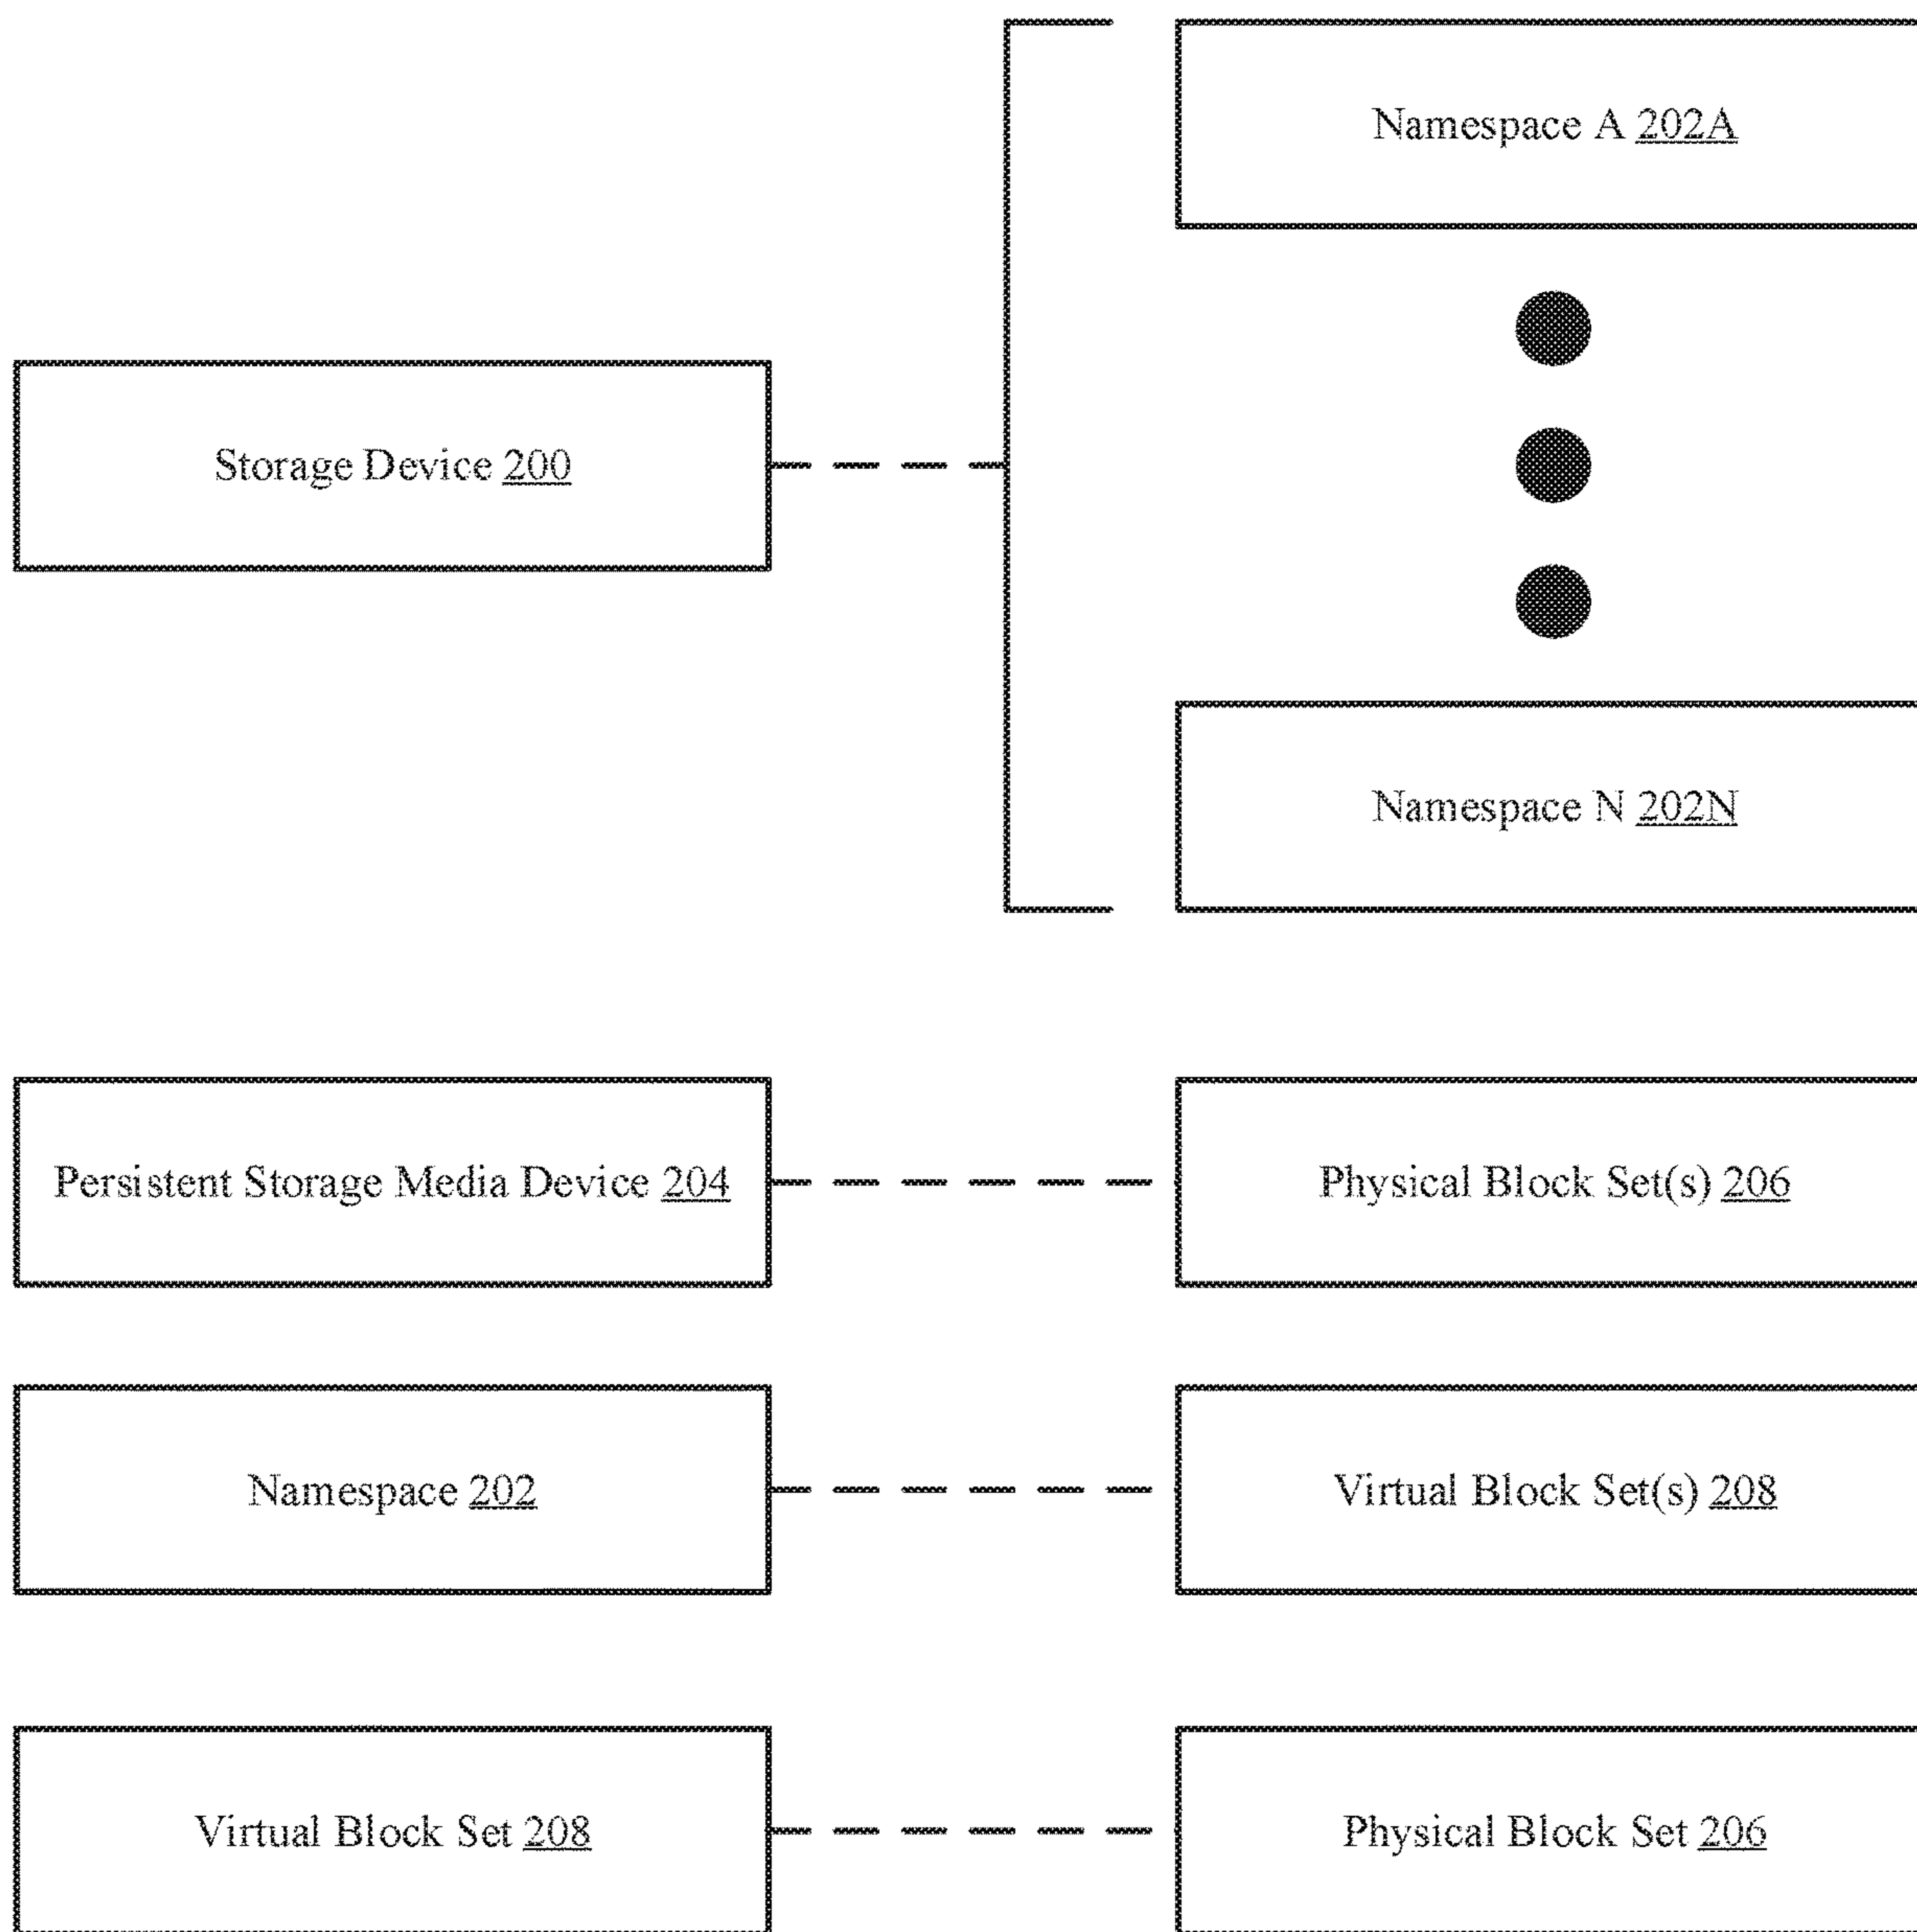 Namespace A 202A
Storage Device 200
Namespace N 202N
Persistent Storage Media Device 204
Physical Block Set(s) 206
Namespace 202
Virtual Block Set(s) 208
Virtual Block Set 208
Physical Block Set 206